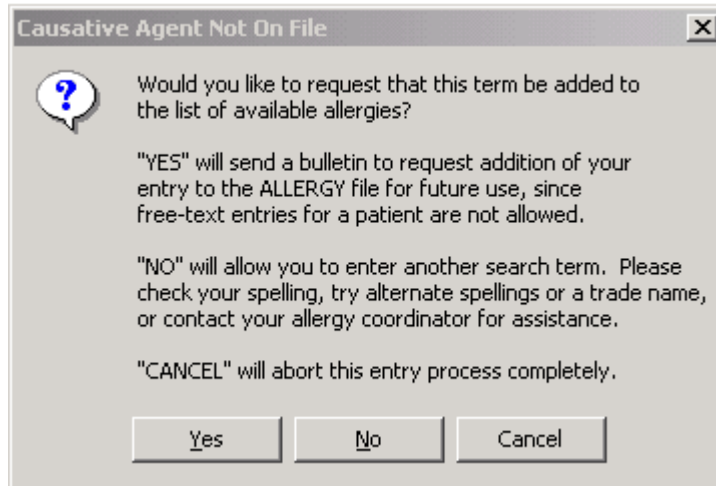 Causative Agent Not On File
Would you like to request that this term be added to
the list of available allergies?
"YES" will send a bulletin to request addition of your
entry to the ALLERGY file for future use, since
free-text entries for a patient are not allowed.
"NO" will allow you to enter another search term.  Please
check your spelling, try alternate spellings or a trade name,
or contact your allergy coordinator for assistance.
"CANCEL" will abort this entry process completely.
Yes No Cancel